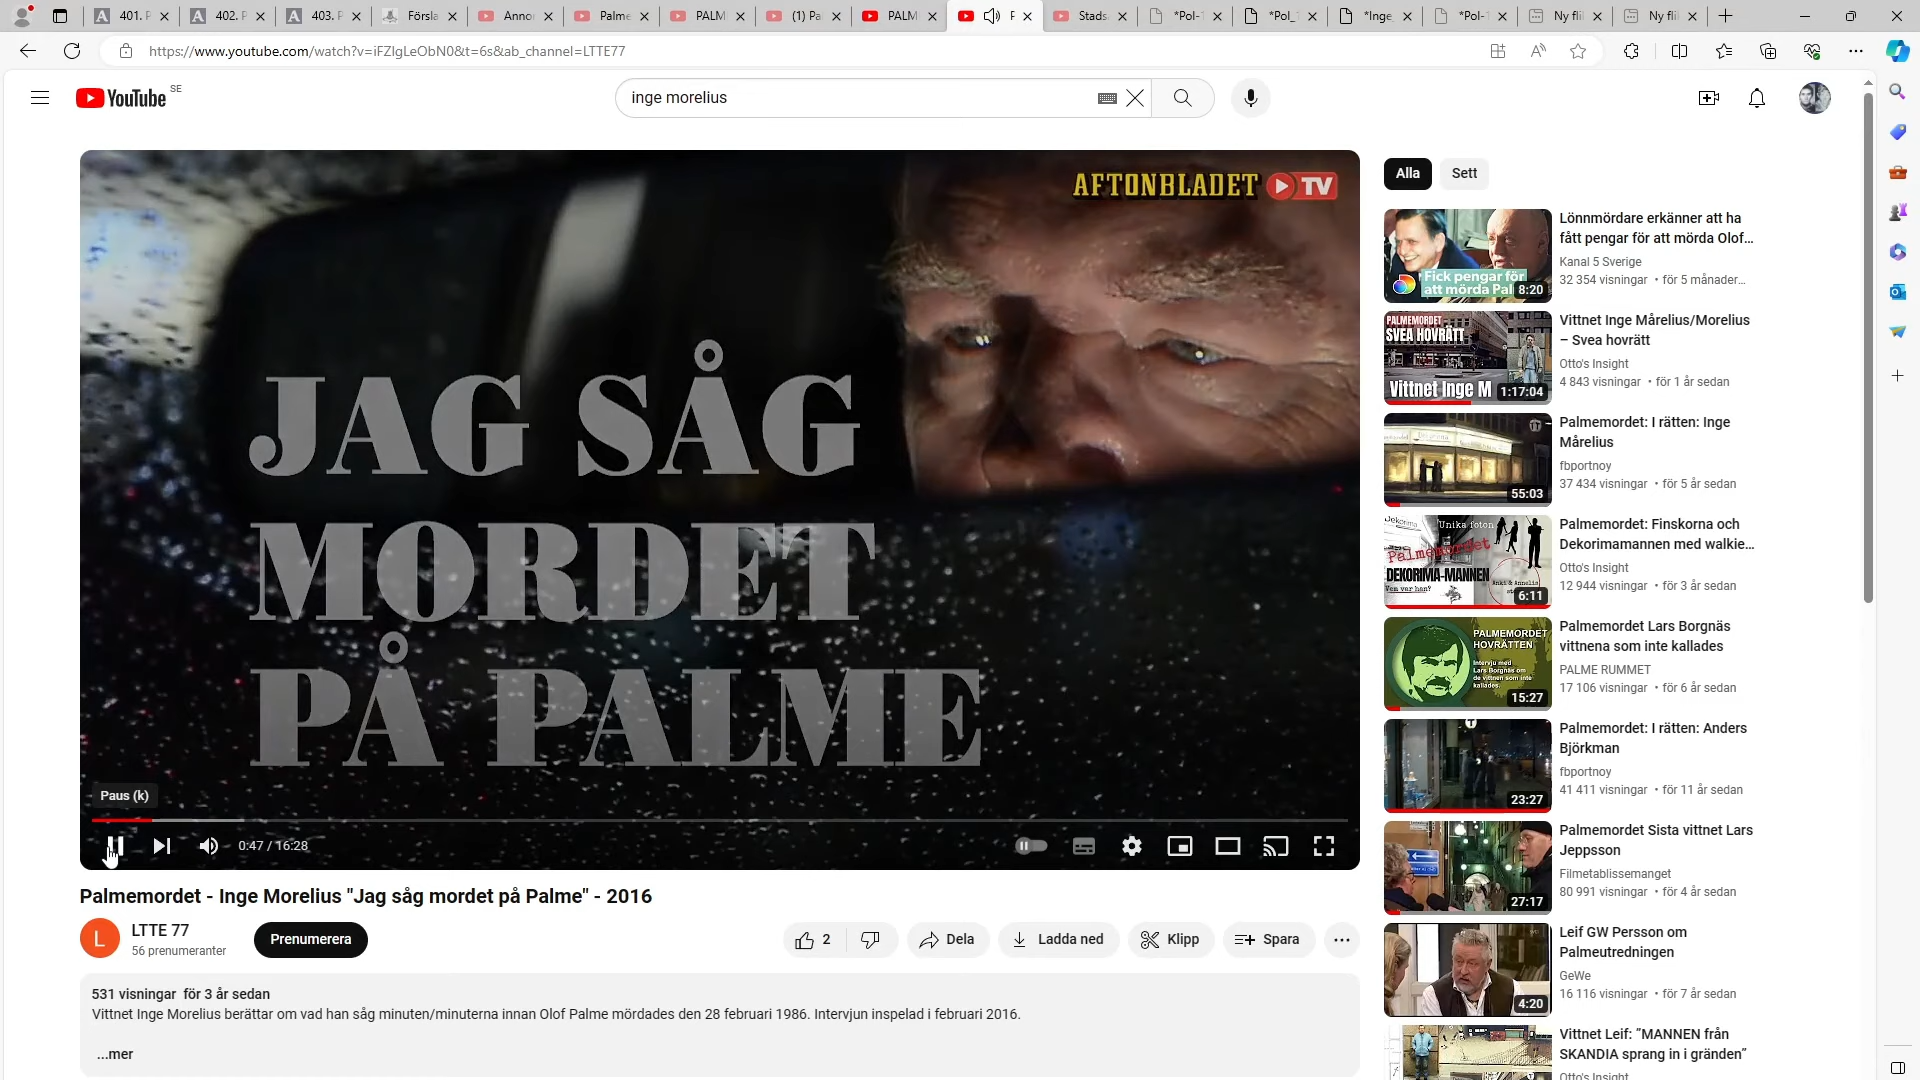 401. P
402. P
403. P
Försla
Anno
Palme
PALM
(1) Pa
PALM
Stads
*Pol-1
*Pol_1
*Inge_
*Pol-1
Ny flil
Ny fli
https://www.youtube.com/watch?v=iFZIgLeObN0&t=6s&ab_channel=LTTE77
YouTube SE
inge morelius
AFTONBLADET TV
JAG SÅG
MORDET
PÅ PALME
Paus (k)
0:47 / 16:28
Palmemordet - Inge Morelius "Jag såg mordet på Palme" - 2016
L
LTTE 77
56 prenumeranter
Prenumerera
2
Dela
Ladda ned
Klipp
Spara
531 visningar för 3 år sedan
Vittnet Inge Morelius berättar om vad han såg minuten/minuterna innan Olof Palme mördades den 28 februari 1986. Intervjun inspelad i februari 2016.
...mer
Alla
Sett
Fick pengar för
att mörda Pal
8:20
Lönnmördare erkänner att ha
fått pengar för att mörda Olof...
Kanal 5 Sverige
32 354 visningar • för 5 månader...
PALMEMORDET
SVEA HOVRÄTT
Vittnet Inge M
1:17:04
Vittnet Inge Mårelius/Morelius
– Svea hovrätt
Otto's Insight
4 843 visningar • för 1 år sedan
55:03
Palmemordet: I rätten: Inge
Mårelius
fbportnoy
37 434 visningar • för 5 år sedan
Dekorima
Unika foton
Palmemordet
DEKORIMA-MANNEN
Vem var han?
6:11
Palmemordet: Finskorna och
Dekorimamannen med walkie...
Otto's Insight
12 944 visningar • för 3 år sedan
PALMEMORDET
HOVRÄTTEN
Intervju med
Lars Borgnäs om
de vittnen som inte
kallades.
15:27
Palmemordet Lars Borgnäs
vittnena som inte kallades
PALME RUMMET
17 106 visningar • för 6 år sedan
23:27
Palmemordet: I rätten: Anders
Björkman
fbportnoy
41 411 visningar • för 11 år sedan
27:17
Palmemordet Sista vittnet Lars
Jeppsson
Filmetablissemanget
80 991 visningar • för 4 år sedan
4:20
Leif GW Persson om
Palmeutredningen
GeWe
16 116 visningar • för 7 år sedan
Vittnet Leif: ”MANNEN från
SKANDIA sprang in i gränden”
Otto's Insight